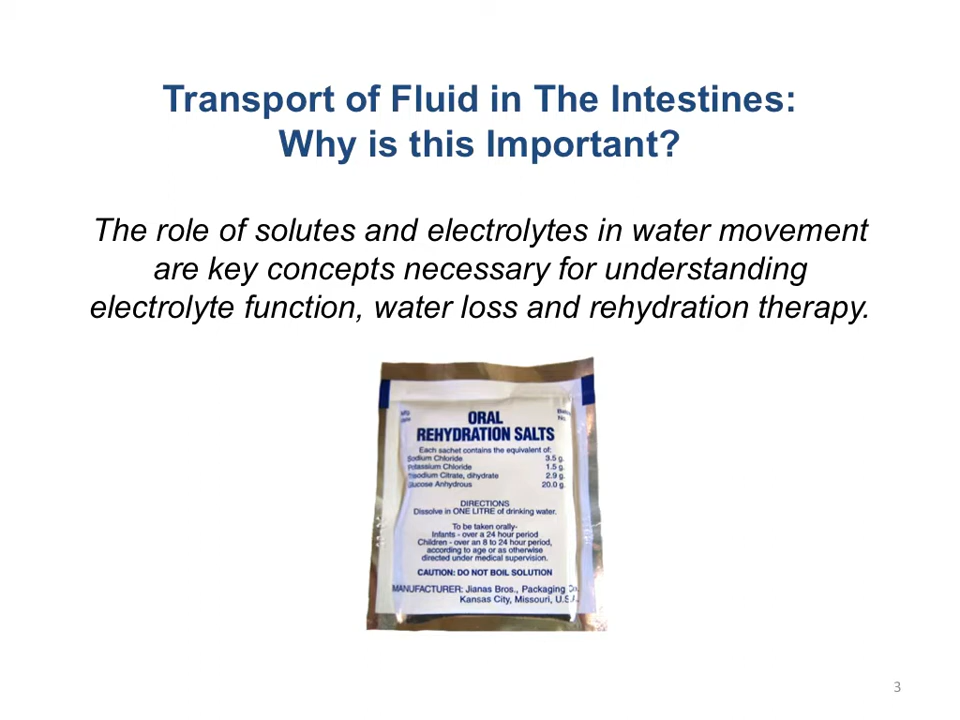 Transport of Fluid in The Intestines:
Why is this Important?
The role of solutes and electrolytes in water movement
are key concepts necessary for understanding
electrolyte function, water loss and rehydration therapy.
ORAL
REHYDRATION SALTS
Each sachet contains the equivalent of:
Sodium Chloride 3.5 g.
Potassium Chloride 1.5 g.
Trisodium Citrate, dihydrate 2.9 g.
Glucose Anhydrous 20.0 g.
DIRECTIONS
Dissolve in ONE LITRE of drinking water.
To be taken orally-
Infants - over a 24 hour period
Children - over an 8 to 24 hour period,
according to age or as otherwise
directed under medical supervision.
CAUTION: DO NOT BOIL SOLUTION
MANUFACTURER: Jianas Bros., Packaging Co.
Kansas City, Missouri, U.S.A.
3